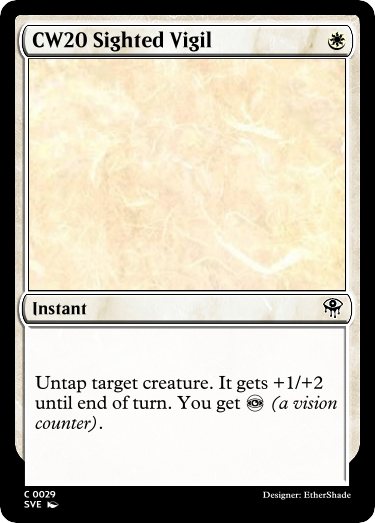 CW20 Sighted Vigil
Instant
Untap target creature. It gets +1/+2
until end of turn. You get (a vision
counter).
C 0029
SVE
Designer: EtherShade